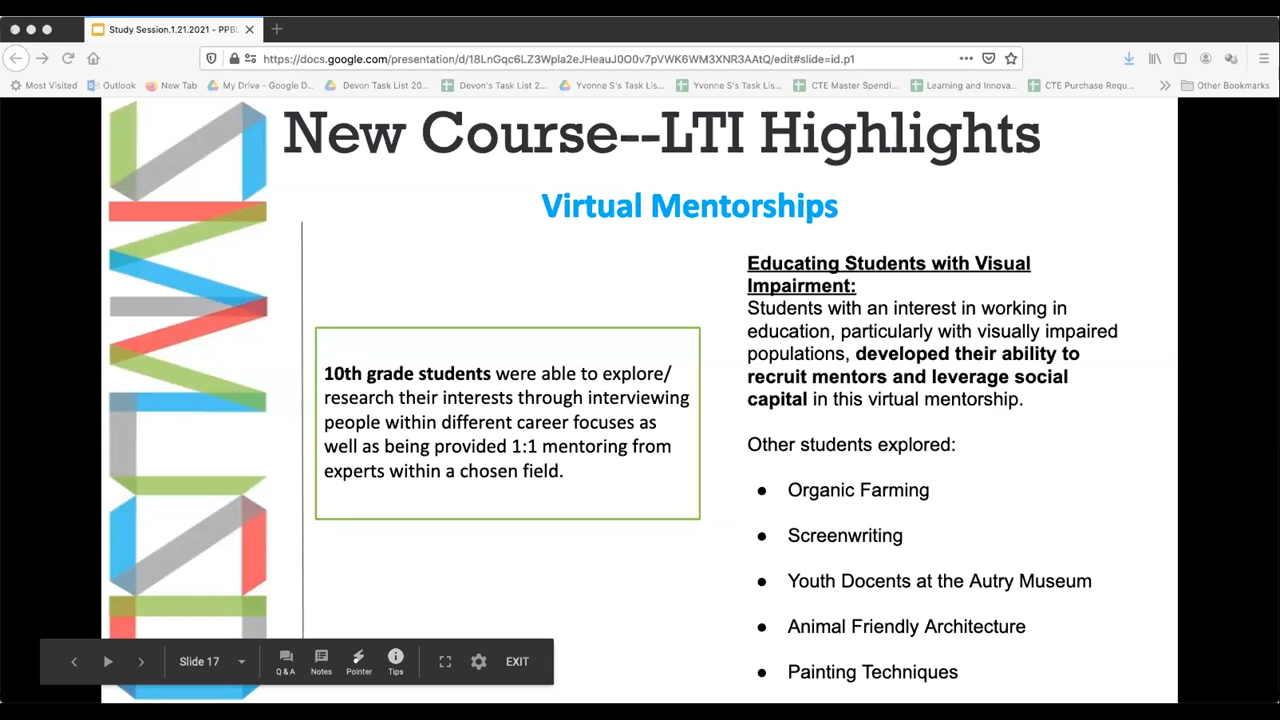 Study Session.1.21.2021 - PPBL
https://docs.google.com/presentation/d/18LnGqc6LZ3Wpla2eJHeauJ0O0v7pVWK6WM3XNR3AAtQ/edit#slide=id.p1
Most Visited
Outlook
New Tab
My Drive - Google D...
Devon Task List 20...
Devon's Task List 2...
Yvonne S's Task Lis...
Yvonne S's Task Lis...
CTE Master Spendi...
Learning and Innova...
CTE Purchase Requ...
Other Bookmarks
New Course--LTI Highlights
Virtual Mentorships
10th grade students were able to explore/
research their interests through interviewing
people within different career focuses as
well as being provided 1:1 mentoring from
experts within a chosen field.
Educating Students with Visual
Impairment:
Students with an interest in working in
education, particularly with visually impaired
populations, developed their ability to
recruit mentors and leverage social
capital in this virtual mentorship.
Other students explored:
● Organic Farming
● Screenwriting
● Youth Docents at the Autry Museum
● Animal Friendly Architecture
● Painting Techniques
Slide 17
Q & A
Notes
Pointer
Tips
EXIT